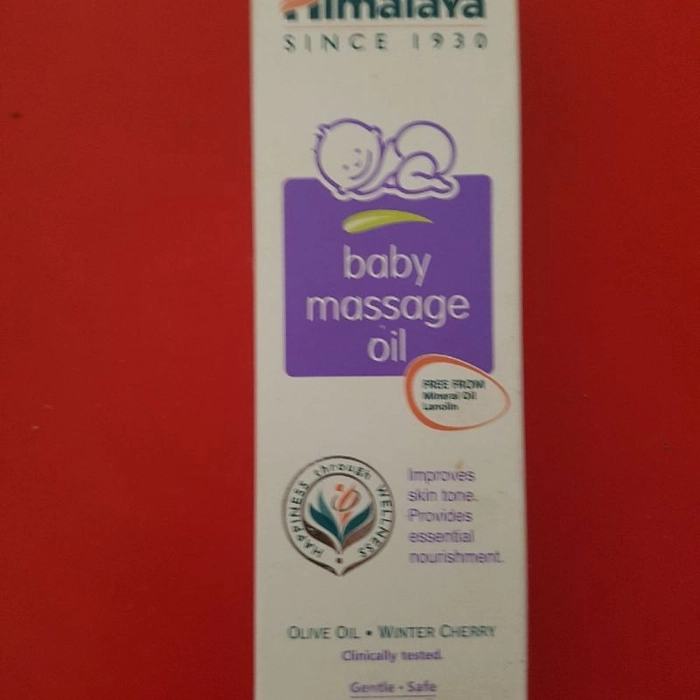 Himalaya
SINCE 1930
baby
massage
oil
FREE FROM
Mineral Oil
Lanolin
HAPPINESS through WELLNESS
Improves
skin tone.
Provides
essential
nourishment.
OLIVE OIL • WINTER CHERRY
Clinically tested.
Gentle • Safe